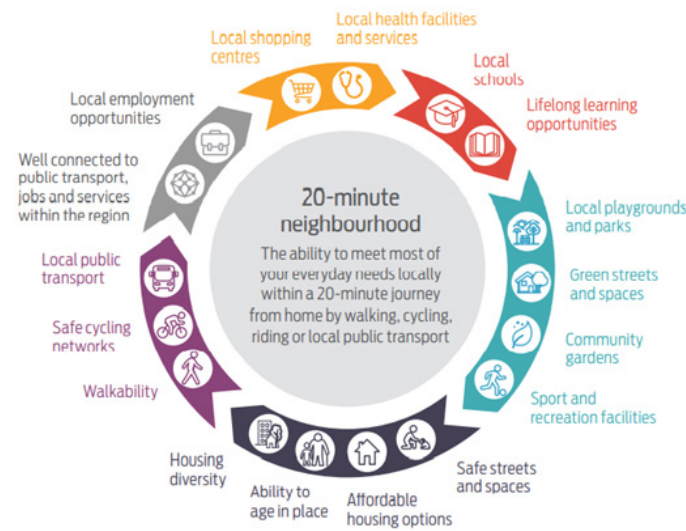 Local health facilities
and services
Local shopping
centres
Local
schools
Lifelong learning
opportunities
Local employment
opportunities
Well connected to
public transport,
jobs and services
within the region
20-minute
neighbourhood
The ability to meet most of
your everyday needs locally
within a 20-minute journey
from home by walking, cycling,
riding or local public transport
Local playgrounds
and parks
Green streets
and spaces
Community
gardens
Sport and
recreation facilities
Local public
transport
Safe cycling
networks
Walkability
Housing
diversity
Ability to
age in place
Affordable
housing options
Safe streets
and spaces